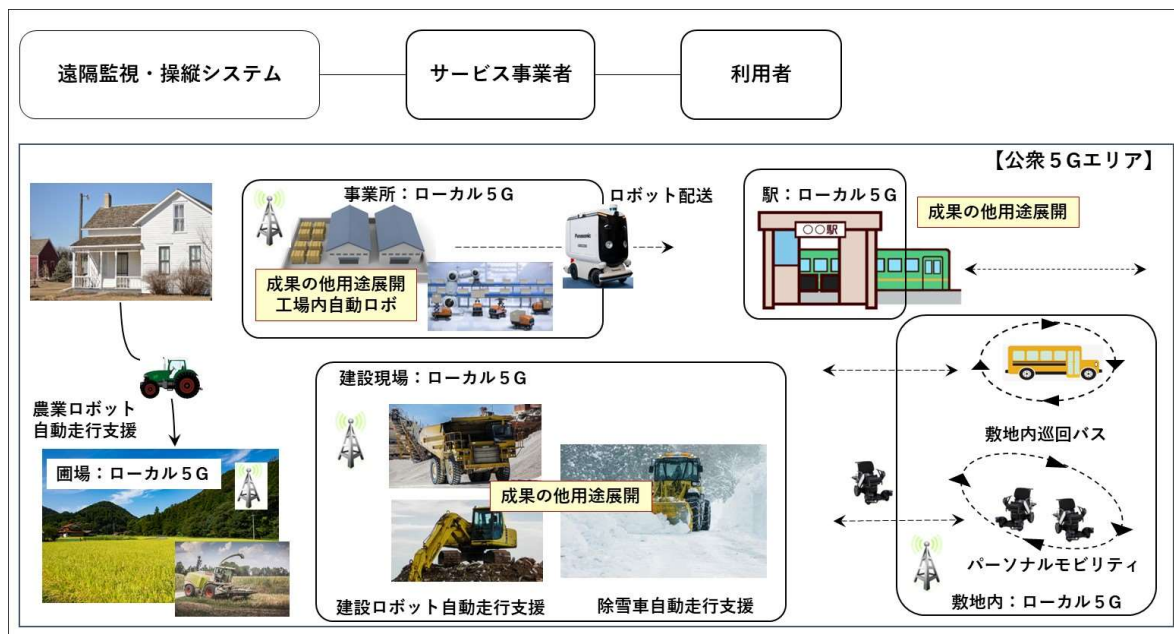 遠隔監視・操縦システム
サービス事業者
利用者
【公衆5Gエリア】
事業所：ローカル5G
ロボット配送
駅：ローカル5G
成果の他用途展開
○○駅
Panasonic
成果の他用途展開
工場内自動ロボ
建設現場：ローカル5G
農業ロボット
自動走行支援
敷地内巡回バス
圃場：ローカル5G
成果の他用途展開
パーソナルモビリティ
建設ロボット自動走行支援
除雪車自動走行支援
敷地内：ローカル5G